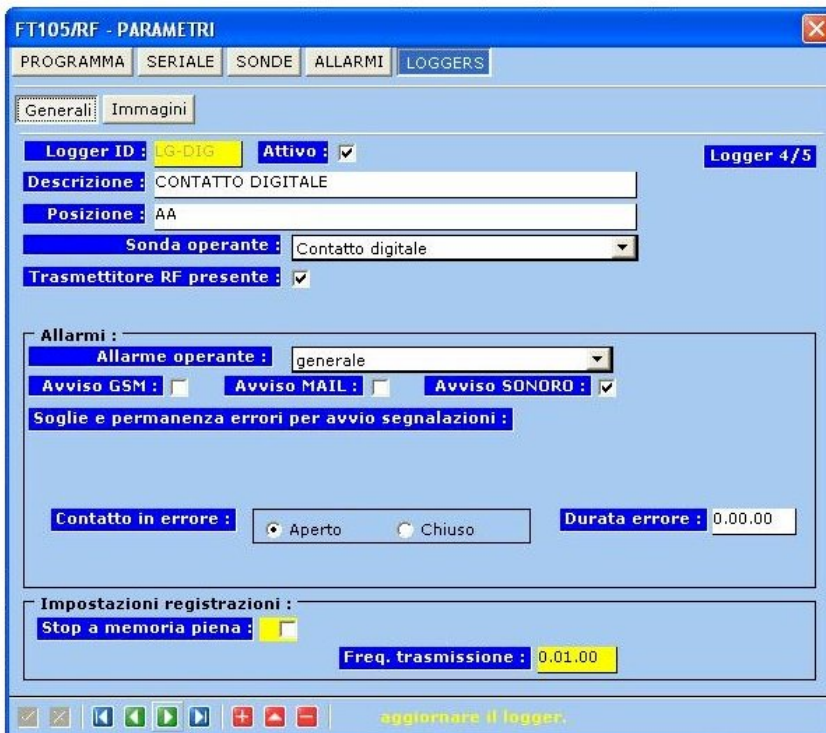 FT105/RF - PARAMETRI
PROGRAMMA SERIALE SONDE ALLARMI LOGGERS
Generali Immagini
Logger ID : LG-DIG Attivo : Logger 4/5
Descrizione : CONTATTO DIGITALE
Posizione : AA
Sonda operante : Contatto digitale
Trasmettitore RF presente :
Allarmi :
Allarme operante : generale
Avviso GSM : Avviso MAIL : Avviso SONORO :
Soglie e permanenza errori per avvio segnalazioni :
Contatto in errore : Aperto Chiuso Durata errore : 0.00.00
Impostazioni registrazioni :
Stop a memoria piena :
Freq. trasmissione : 0.01.00
aggiornare il logger.